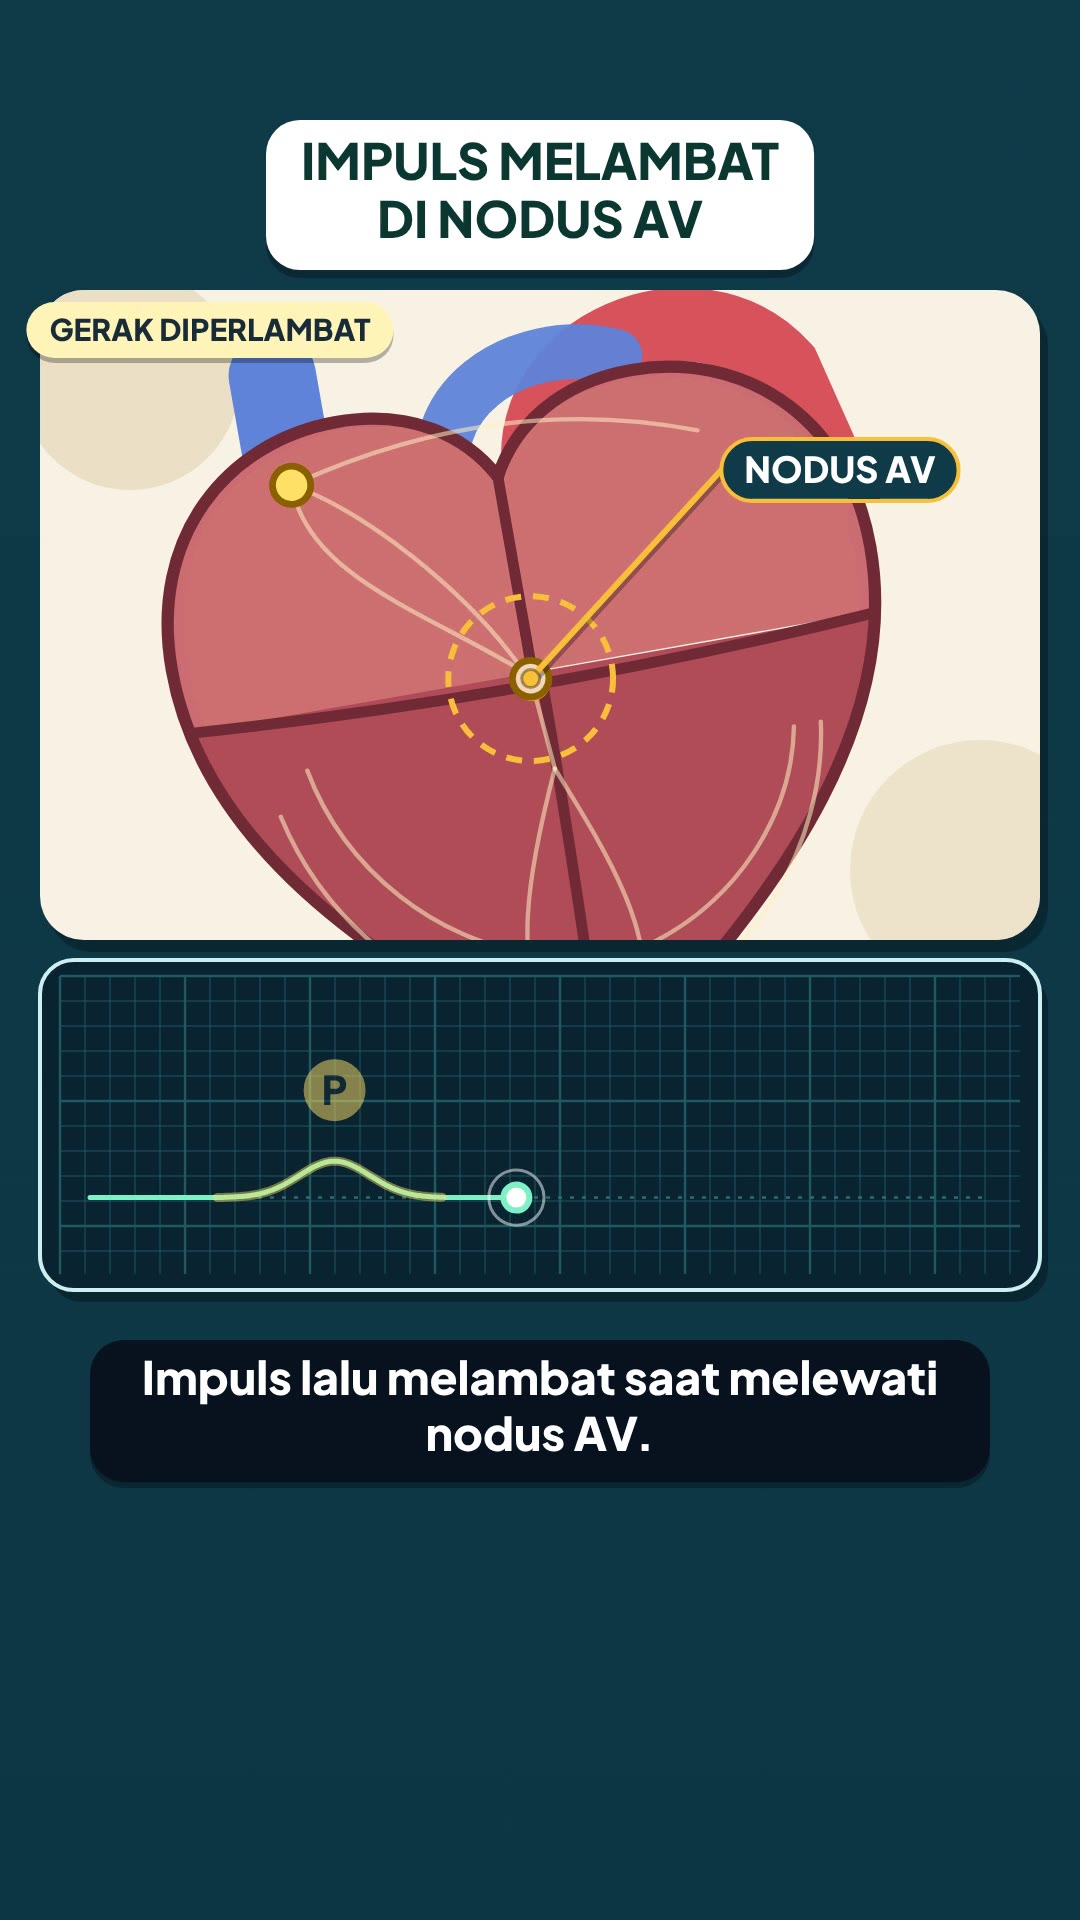 IMPULS MELAMBAT
DI NODUS AV
GERAK DIPERLAMBAT
NODUS AV
P
Impuls lalu melambat saat melewati
nodus AV.